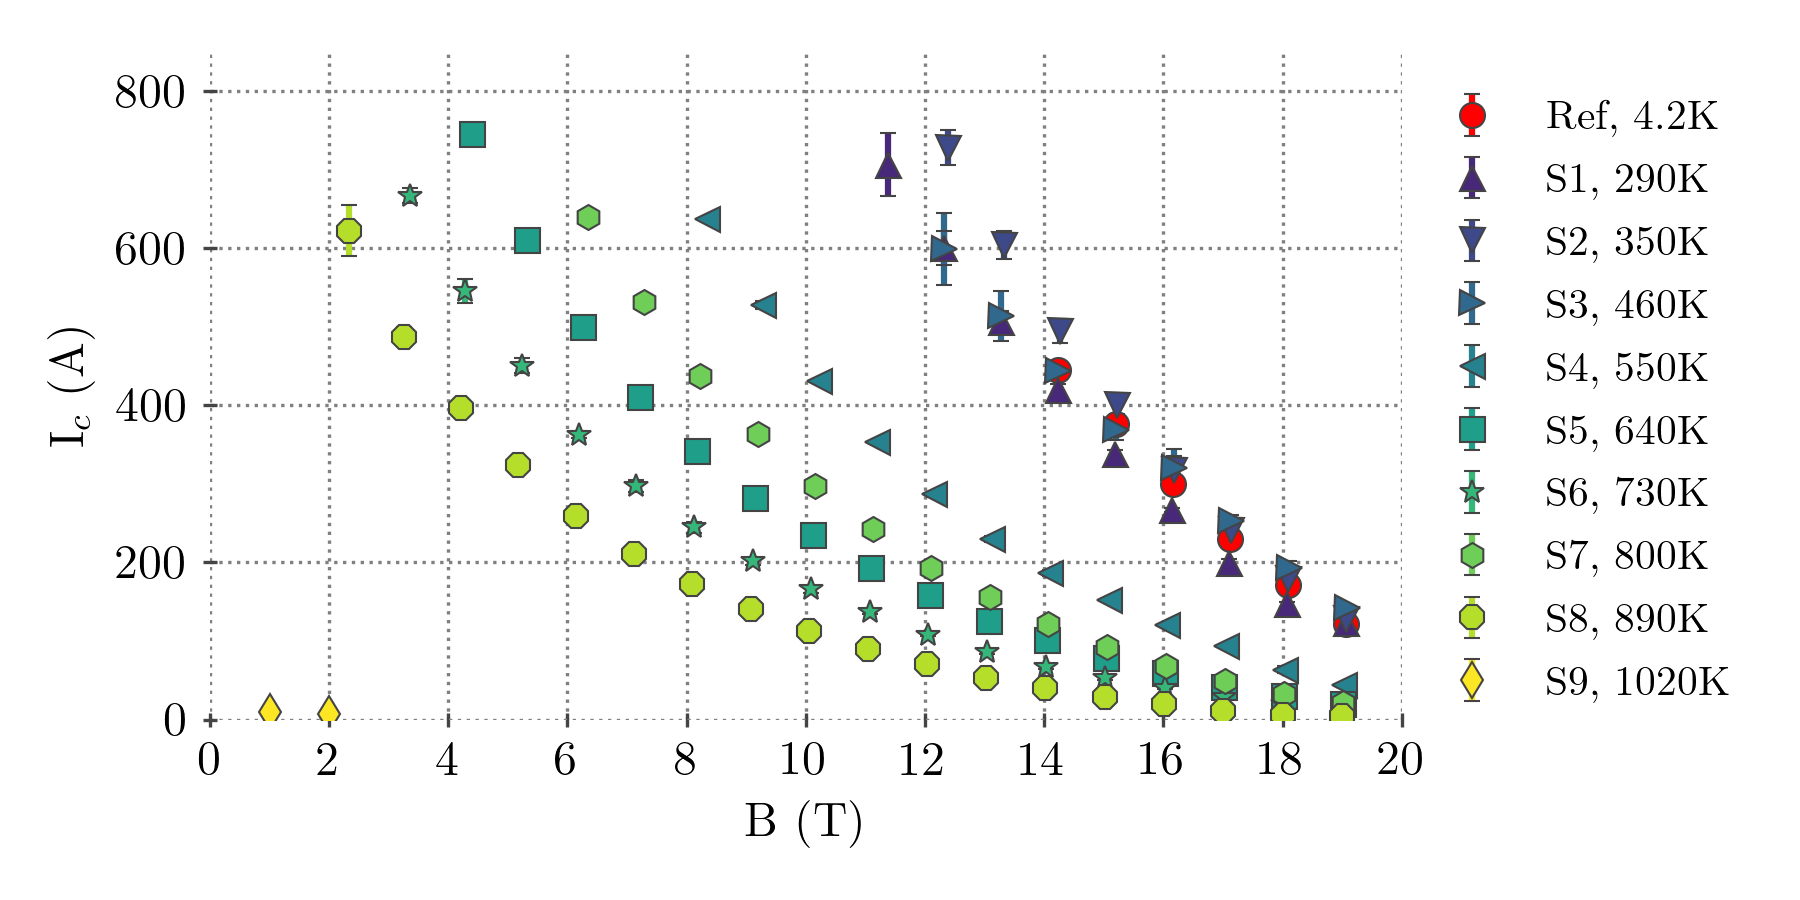 800
600
400
200
0
0 2 4 6 8 10 12 14 16 18 20
I_c (A)
B (T)
Ref, 4.2K
S1, 290K
S2, 350K
S3, 460K
S4, 550K
S5, 640K
S6, 730K
S7, 800K
S8, 890K
S9, 1020K